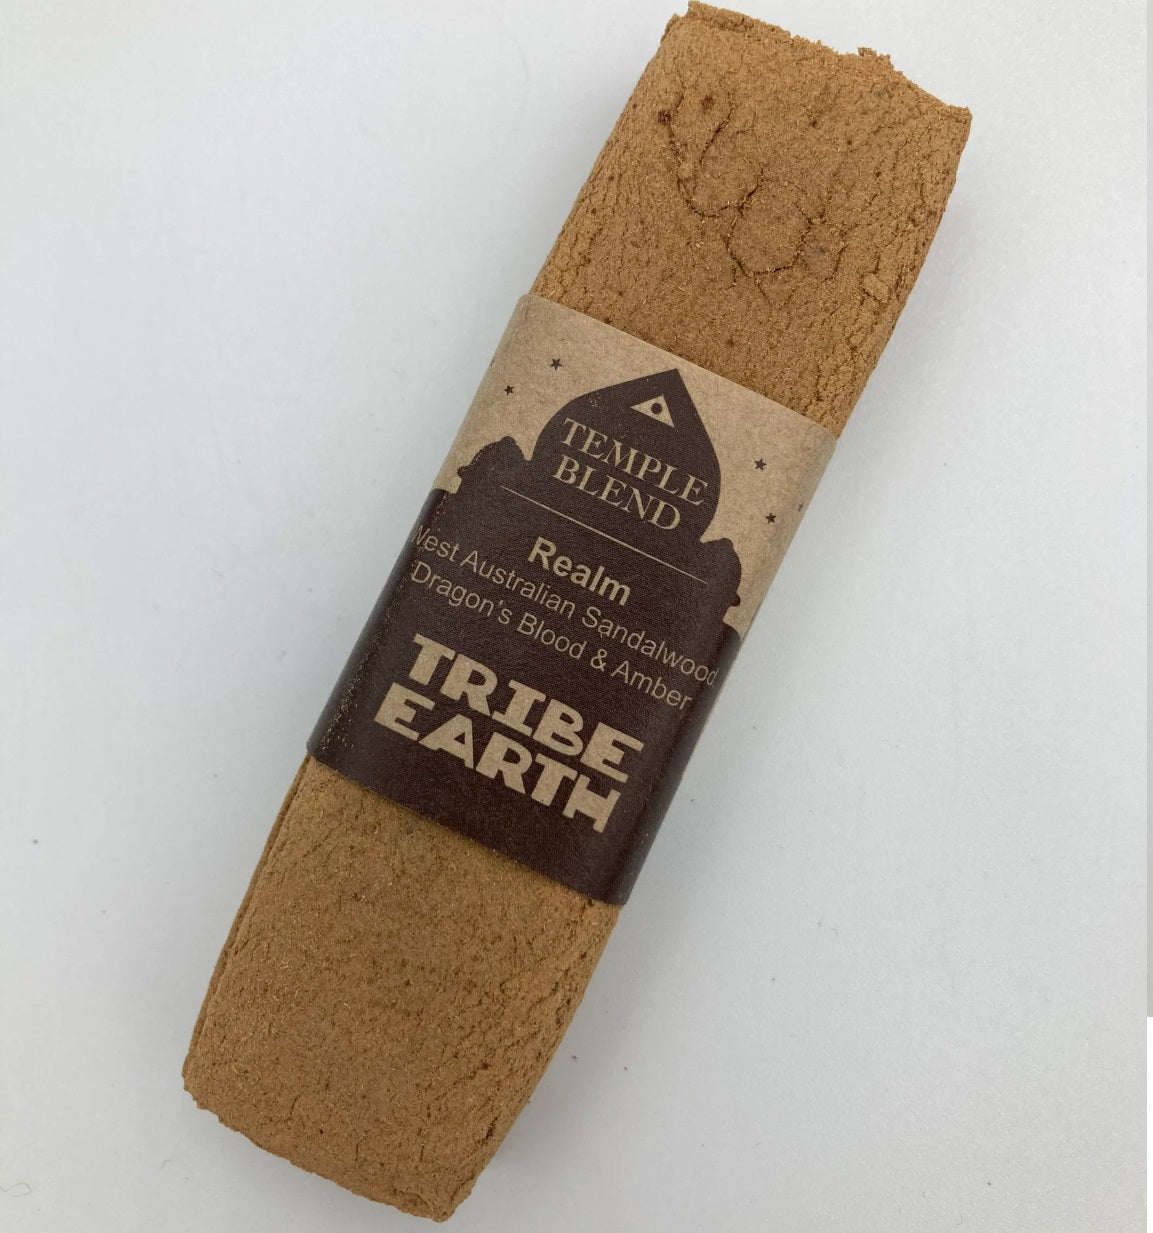 TEMPLE
BLEND
Realm
West Australian Sandalwood
Dragon's Blood & Amber
TRIBE
EARTH